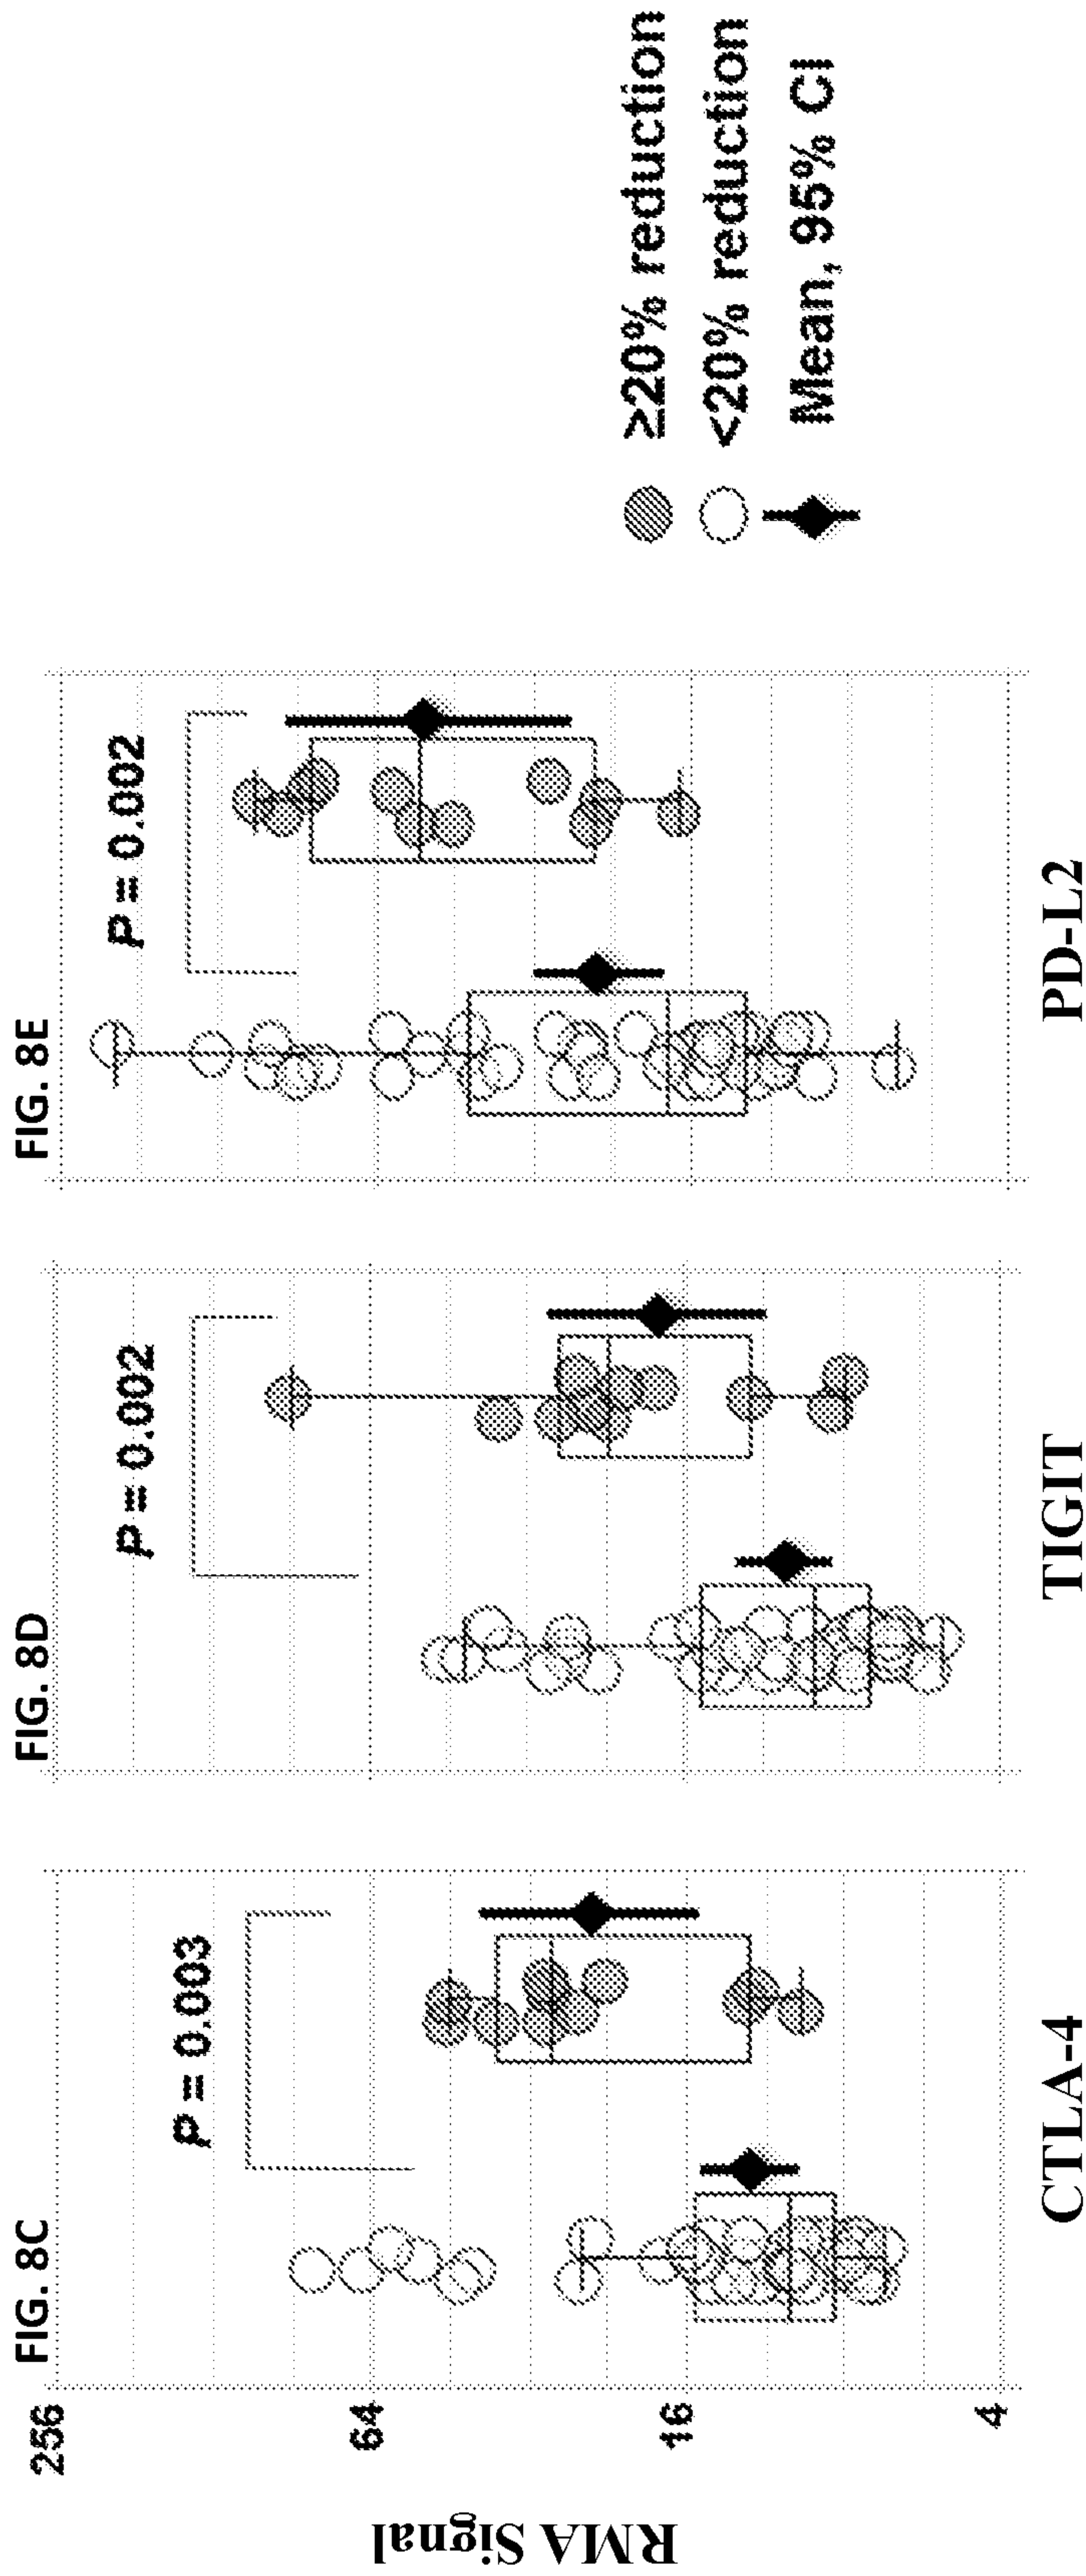 FIG. 8C
FIG. 8D
FIG. 8E
P = 0.003
P = 0.002
P = 0.002
RMA Signal
256
64
16
4
CTLA-4
TIGIT
PD-L2
≥20% reduction
<20% reduction
Mean, 95% CI